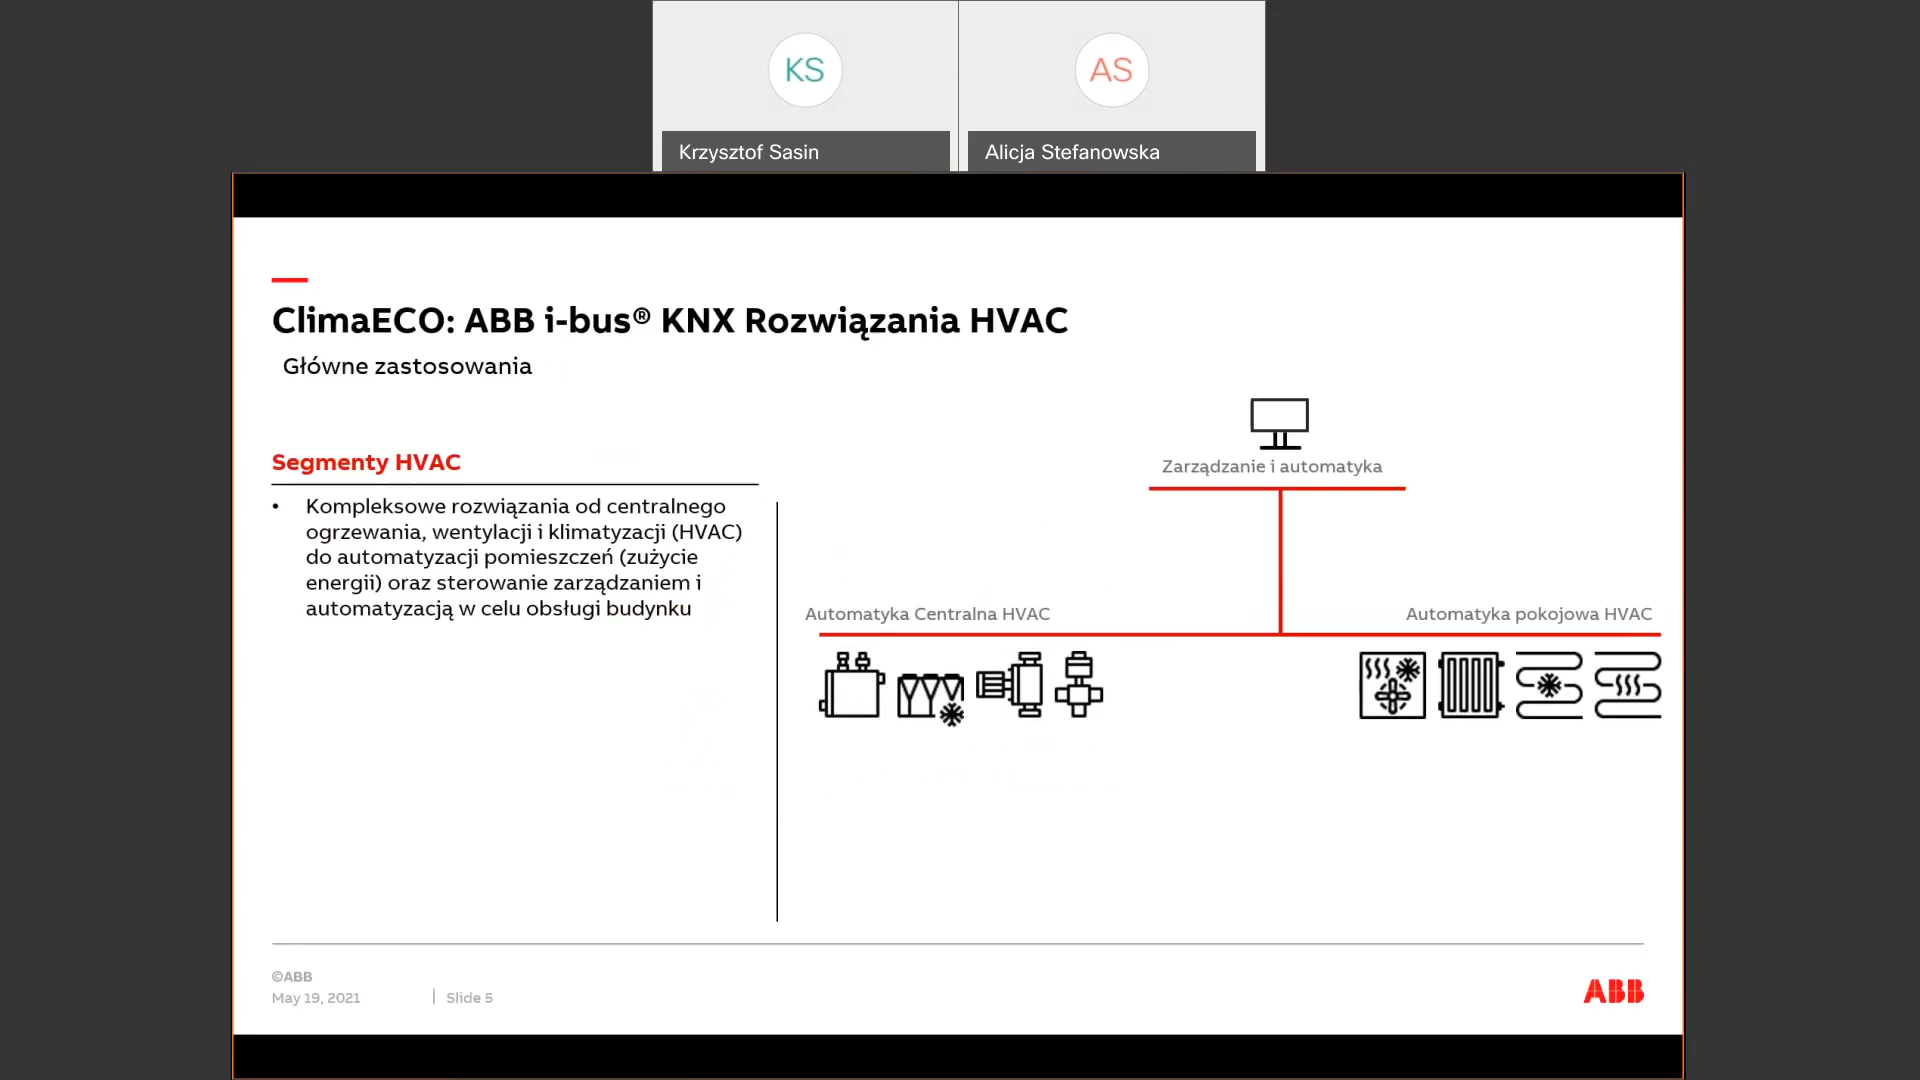 KS
AS
Krzysztof Sasin
Alicja Stefanowska
ClimaECO: ABB i-bus® KNX Rozwiązania HVAC
Główne zastosowania
Segmenty HVAC
• Kompleksowe rozwiązania od centralnego
ogrzewania, wentylacji i klimatyzacji (HVAC)
do automatyzacji pomieszczeń (zużycie
energii) oraz sterowanie zarządzaniem i
automatyzacją w celu obsługi budynku
Zarządzanie i automatyka
Automatyka Centralna HVAC
Automatyka pokojowa HVAC
©ABB
May 19, 2021 | Slide 5
ABB